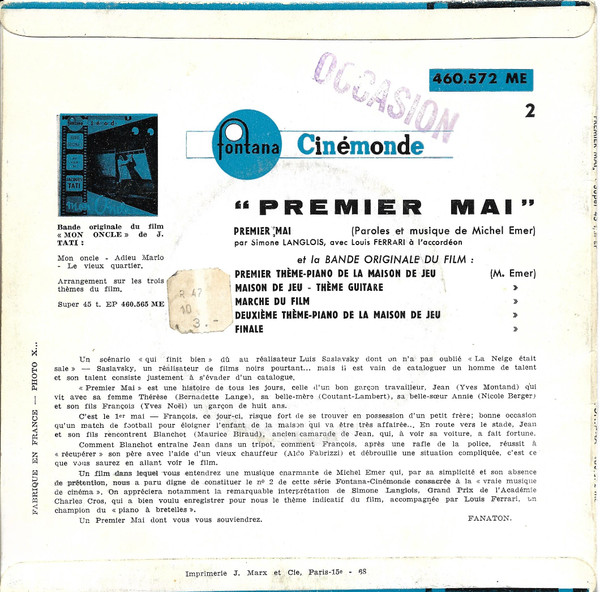 OCCASION
460.572 ME
2
fontana
Cinémonde
"PREMIER MAI"
PREMIER MAI (Paroles et musique de Michel Emer)
par Simone LANGLOIS, avec Louis FERRARI à l'accordéon
et la BANDE ORIGINALE DU FILM :
PREMIER THÈME-PIANO DE LA MAISON DE JEU (M. Emer)
MAISON DE JEU - THÈME GUITARE »
MARCHE DU FILM »
DEUXIÈME THÈME-PIANO DE LA MAISON DE JEU »
FINALE »
TATI
Bande originale du film
« MON ONCLE » de J.
TATI :
Mon oncle - Adieu Mario
- Le vieux quartier.
Arrangement sur les trois
thèmes du film.
Super 45 t. EP 460.565 ME
R 47
10
3.-
Un scénario « qui finit bien » dû au réalisateur Luis Saslavsky dont on n'a pas oublié « La Neige était
sale » — Saslavsky, un réalisateur de films noirs pourtant... mais il est vain de cataloguer un homme de talent
et son talent consiste justement à s'évader d'un catalogue.
« Premier Mai » est une histoire de tous les jours, celle d'un bon garçon travailleur, Jean (Yves Montand) qui
vit avec sa femme Thérèse (Bernadette Lange), sa belle-mère (Coutant-Lambert), sa belle-sœur Annie (Nicole Berger)
et son fils François (Yves Noël) un garçon de huit ans.
C'est le 1er mai — François, ce jour-ci, risque fort de se trouver en possession d'un petit frère; bonne occasion
qu'un match de football pour éloigner l'enfant de la maison qui va être très affairée... En route vers le stade, Jean
et son fils rencontrent Blanchot (Maurice Biraud), ancien camarade de Jean, qui, à voir sa voiture, a fait fortune.
Comment Blanchot entraîne Jean dans un tripot, comment François, après une rafle de la police, réussit à
« récupérer » son père avec l'aide d'un vieux chauffeur (Aldo Fabrizzi) et débrouille une situation compliquée, c'est ce
que vous saurez en allant voir le film.
Un film dans lequel vous entendrez une musique charmante de Michel Emer qui, par sa simplicité et son absence
de prétention, nous a paru digne de constituer le nº 2 de cette série Fontana-Cinémonde consacrée à la « vraie musique
de cinéma ». On appréciera notamment la remarquable interprétation de Simone Langlois, Grand Prix de l'Académie
Charles Cros, qui a bien voulu enregistrer pour nous le thème indicatif du film, accompagnée par Louis Ferrari, un
champion du « piano à bretelles ».
Un Premier Mai dont vous vous souviendrez. FANATON.
FABRIQUÉ EN FRANCE — PHOTO X...
Imprimerie J. Marx et Cie, Paris-15e - 68